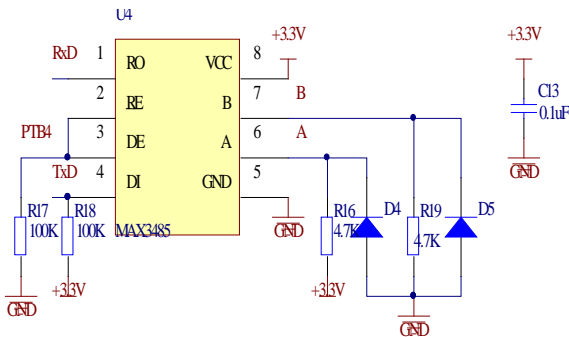 U4
+3.3V
+3.3V
RxD
1
RO
VCC
8
2
RE
B
7
B
C13
0.1uF
PTB4
3
DE
A
6
A
TxD
4
DI
GND
5
GND
R17
100K
R18
100K
MAX3485
GND
R16
4.7K
D4
R19
4.7K
D5
GND
+3.3V
+3.3V
GND